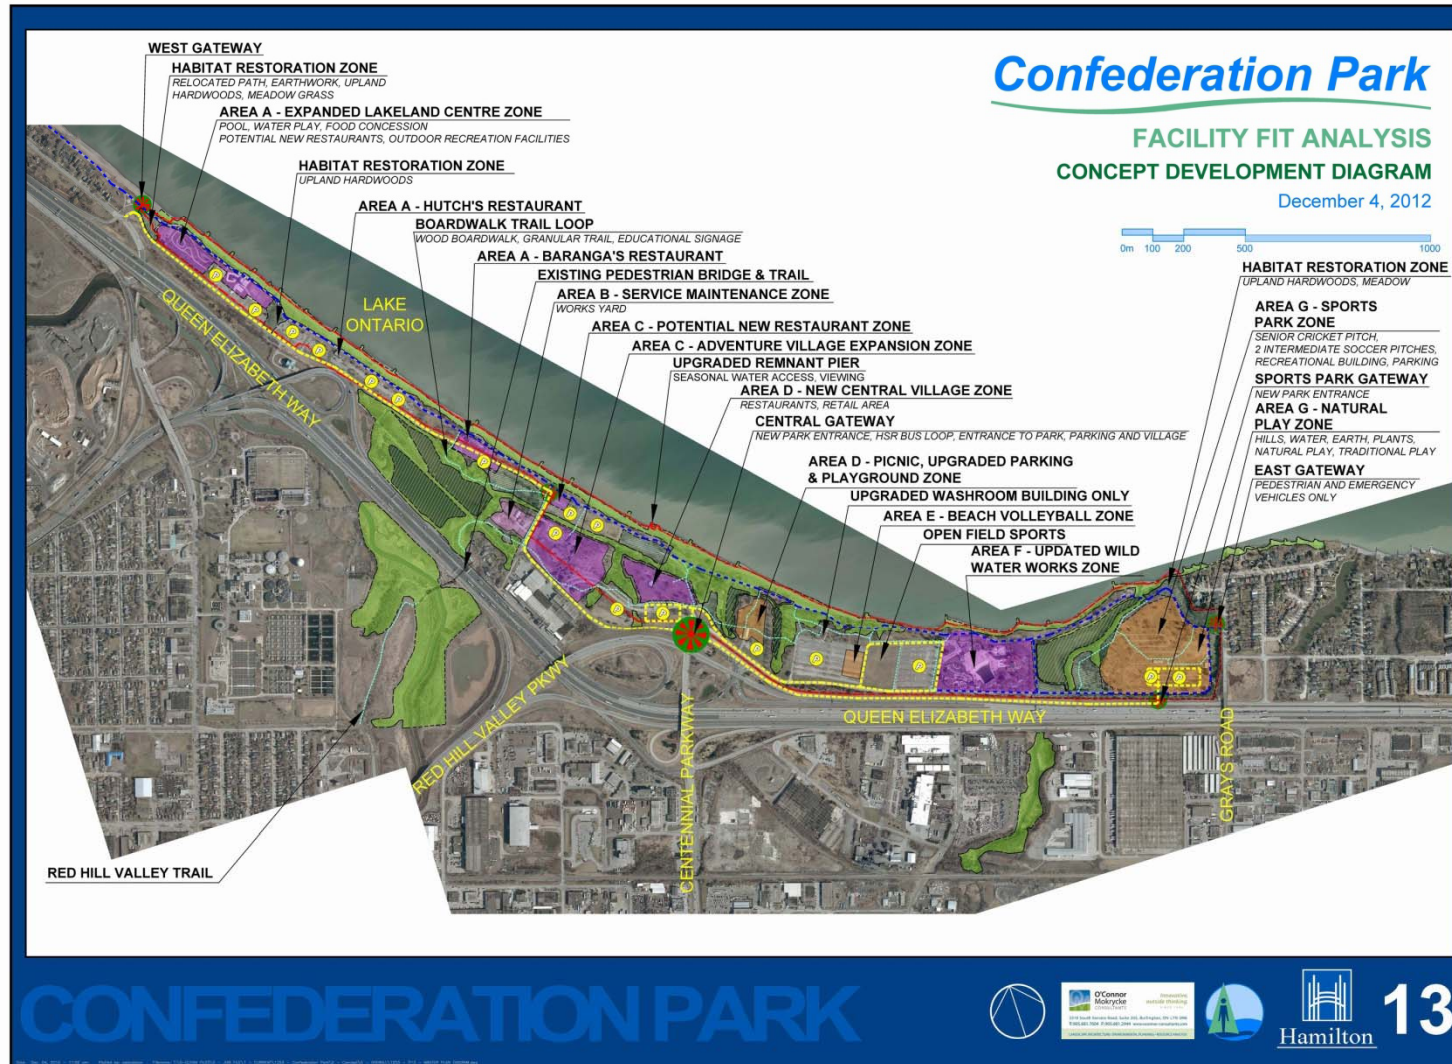 WEST GATEWAY
HABITAT RESTORATION ZONE
RELOCATED PATH, EARTHWORK, UPLAND
HARDWOODS, MEADOW GRASS
AREA A - EXPANDED LAKELAND CENTRE ZONE
POOL, WATER PLAY, FOOD CONCESSION
POTENTIAL NEW RESTAURANTS, OUTDOOR RECREATION FACILITIES
HABITAT RESTORATION ZONE
UPLAND HARDWOODS
AREA A - HUTCH'S RESTAURANT
BOARDWALK TRAIL LOOP
WOOD BOARDWALK, GRANULAR TRAIL, EDUCATIONAL SIGNAGE
AREA A - BARANGA'S RESTAURANT
EXISTING PEDESTRIAN BRIDGE & TRAIL
AREA B - SERVICE MAINTENANCE ZONE
WORKS YARD
AREA C - POTENTIAL NEW RESTAURANT ZONE
AREA C - ADVENTURE VILLAGE EXPANSION ZONE
UPGRADED REMNANT PIER
SEASONAL WATER ACCESS, VIEWING
AREA D - NEW CENTRAL VILLAGE ZONE
RESTAURANTS, RETAIL AREA
CENTRAL GATEWAY
NEW PARK ENTRANCE, HSR BUS LOOP, ENTRANCE TO PARK, PARKING AND VILLAGE
AREA D - PICNIC, UPGRADED PARKING
& PLAYGROUND ZONE
UPGRADED WASHROOM BUILDING ONLY
AREA E - BEACH VOLLEYBALL ZONE
OPEN FIELD SPORTS
AREA F - UPDATED WILD
WATER WORKS ZONE
Confederation Park
FACILITY FIT ANALYSIS
CONCEPT DEVELOPMENT DIAGRAM
December 4, 2012
0m 100 200 500 1000
HABITAT RESTORATION ZONE
UPLAND HARDWOODS, MEADOW
AREA G - SPORTS
PARK ZONE
SENIOR CRICKET PITCH,
2 INTERMEDIATE SOCCER PITCHES,
RECREATIONAL BUILDING, PARKING
SPORTS PARK GATEWAY
NEW PARK ENTRANCE
AREA G - NATURAL
PLAY ZONE
HILLS, WATER, EARTH, PLANTS,
NATURAL PLAY, TRADITIONAL PLAY
EAST GATEWAY
PEDESTRIAN AND EMERGENCY
VEHICLES ONLY
LAKE
ONTARIO
QUEEN ELIZABETH WAY
P P P P P P P P P P P P P P P P P P
RED HILL VALLEY PKWY
CENTENNIAL PARKWAY
QUEEN ELIZABETH WAY
GRAYS ROAD
RED HILL VALLEY TRAIL
CONFEDERATION PARK
O'Connor
Mokrycke
CONSULTANTS
Innovative
outside thinking
Hamilton
13